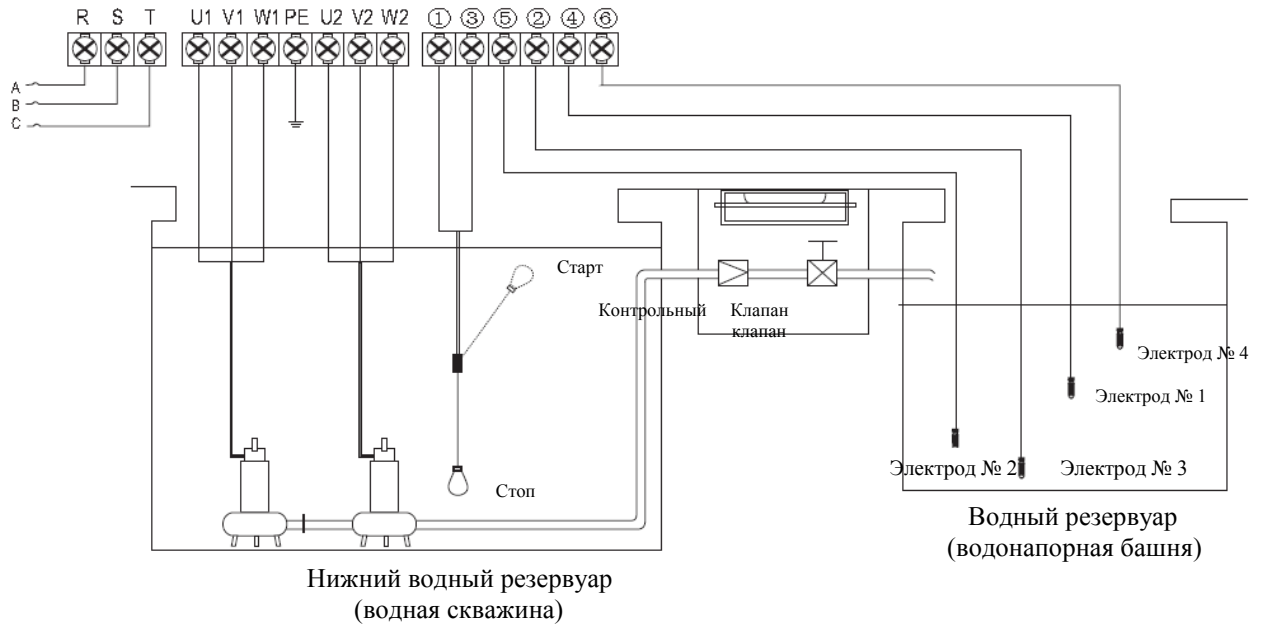 R S T U1 V1 W1 PE U2 V2 W2 ① ③ ⑤ ② ④ ⑥
A
B
C
Старт
Контрольный
клапан
Клапан
Электрод № 4
Электрод № 1
Электрод № 2
Электрод № 3
Стоп
Водный резервуар
(водонапорная башня)
Нижний водный резервуар
(водная скважина)